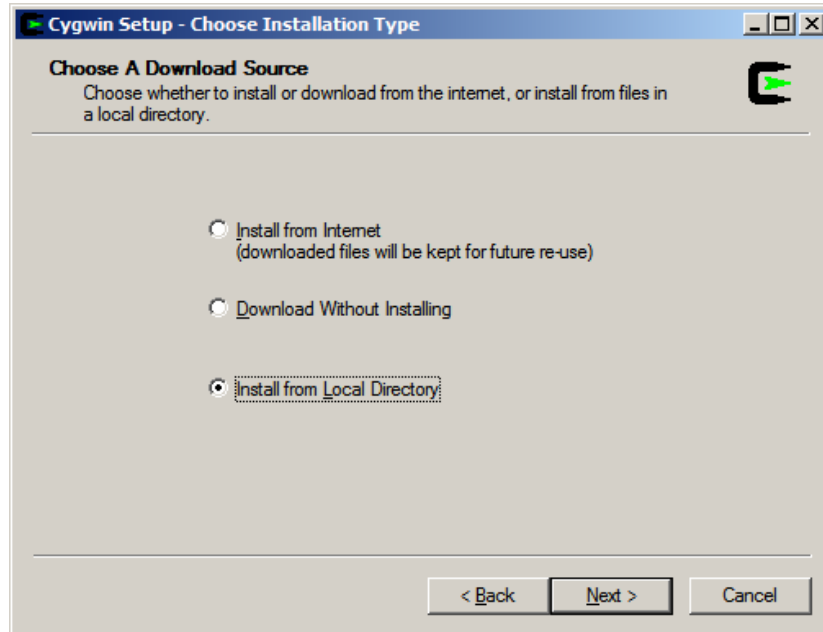 Cygwin Setup - Choose Installation Type
Choose A Download Source
Choose whether to install or download from the internet, or install from files in
a local directory.
Install from Internet
(downloaded files will be kept for future re-use)
Download Without Installing
Install from Local Directory
< Back
Next >
Cancel